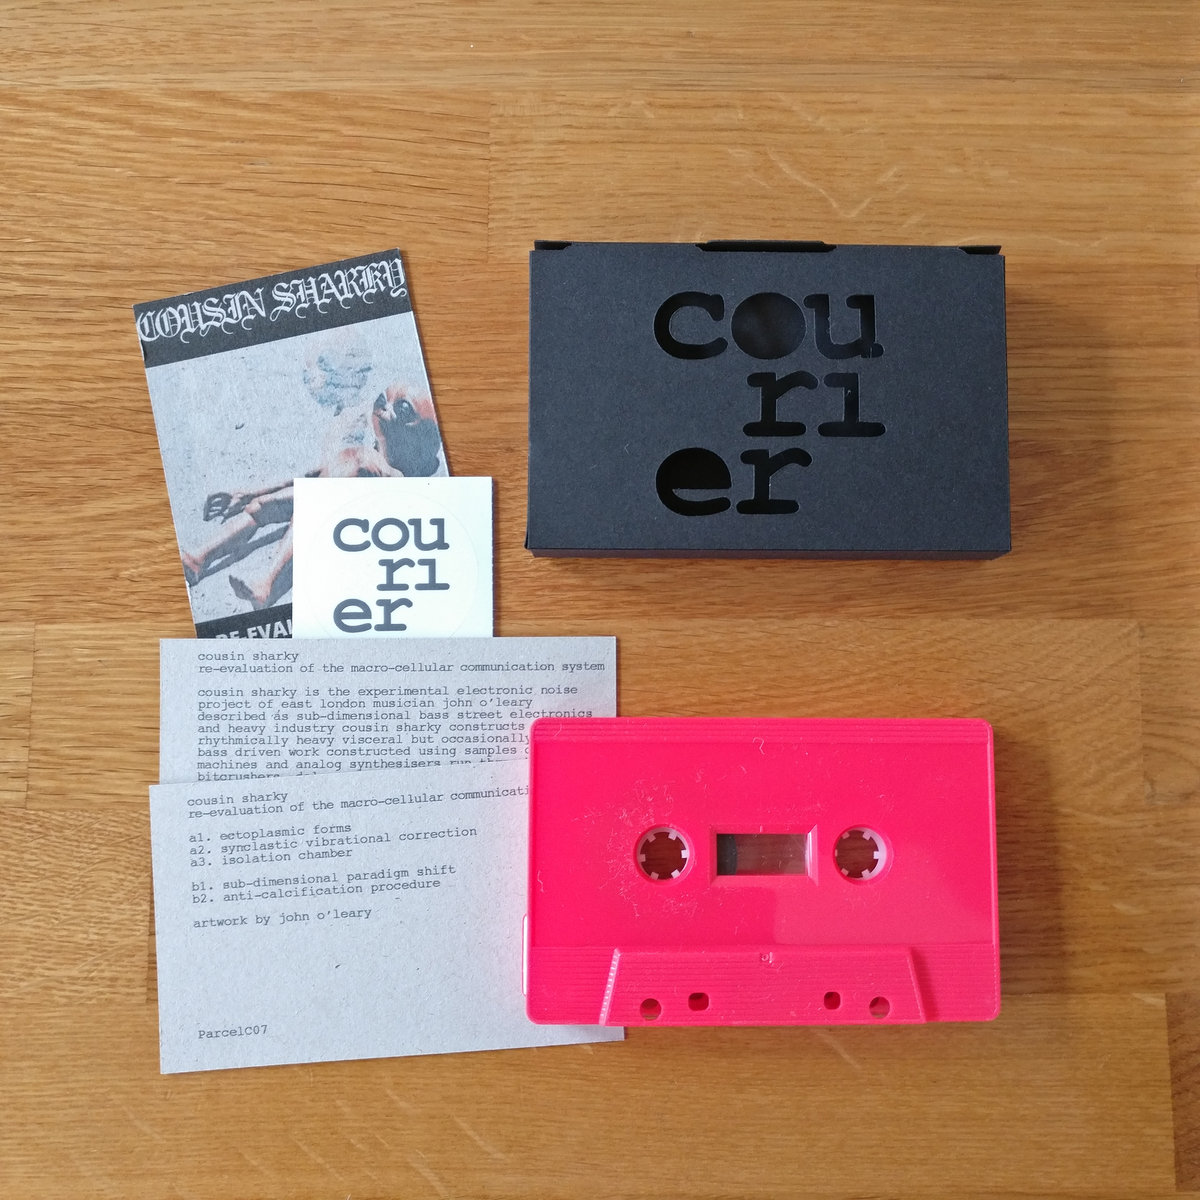 COUSIN SHARKY
RE-EVAL
cou
ri
er
cou
ri
er
cousin sharky
re-evaluation of the macro-cellular communication system
cousin sharky is the experimental electronic noise
project of east london musician john o'leary
described as sub-dimensional bass street electronics
and heavy industry cousin sharky constructs
rhythmically heavy visceral but occasionally
bass driven work constructed using samples
machines and analog synthesisers run
bitcrushers
cousin sharky
re-evaluation of the macro-cellular communicati
a1. ectoplasmic forms
a2. synclastic vibrational correction
a3. isolation chamber
b1. sub-dimensional paradigm shift
b2. anti-calcification procedure
artwork by john o'leary
ParcelC07